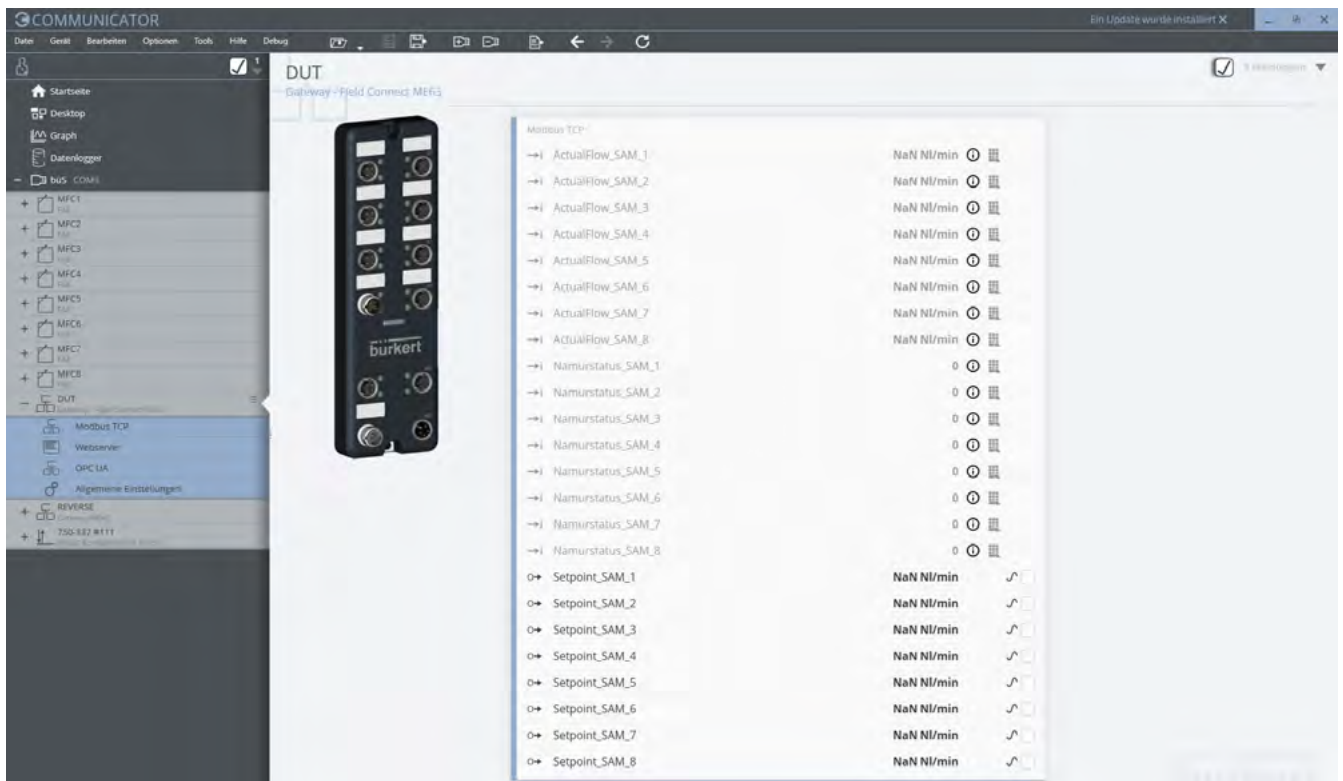 COMMUNICATOR
Ein Update wurde installiert X
Datei Gerät Bearbeiten Optionen Tools Hilfe Debug
1
Startseite
Desktop
Graph
Datenlogger
büS
MFC1
MFC2
MFC3
MFC4
MFC5
MFC6
MFC7
MFC8
DUT
Modbus TCP
Webserver
OPC UA
Allgemeine Einstellungen
REVERSE
DUT
Gateway - Field Connect ME63
bürkert
Modbus TCP
ActualFlow_SAM_1 NaN Nl/min
ActualFlow_SAM_2 NaN Nl/min
ActualFlow_SAM_3 NaN Nl/min
ActualFlow_SAM_4 NaN Nl/min
ActualFlow_SAM_5 NaN Nl/min
ActualFlow_SAM_6 NaN Nl/min
ActualFlow_SAM_7 NaN Nl/min
ActualFlow_SAM_8 NaN Nl/min
Namurstatus_SAM_1 0
Namurstatus_SAM_2 0
Namurstatus_SAM_3 0
Namurstatus_SAM_4 0
Namurstatus_SAM_5 0
Namurstatus_SAM_6 0
Namurstatus_SAM_7 0
Namurstatus_SAM_8 0
Setpoint_SAM_1 NaN Nl/min
Setpoint_SAM_2 NaN Nl/min
Setpoint_SAM_3 NaN Nl/min
Setpoint_SAM_4 NaN Nl/min
Setpoint_SAM_5 NaN Nl/min
Setpoint_SAM_6 NaN Nl/min
Setpoint_SAM_7 NaN Nl/min
Setpoint_SAM_8 NaN Nl/min